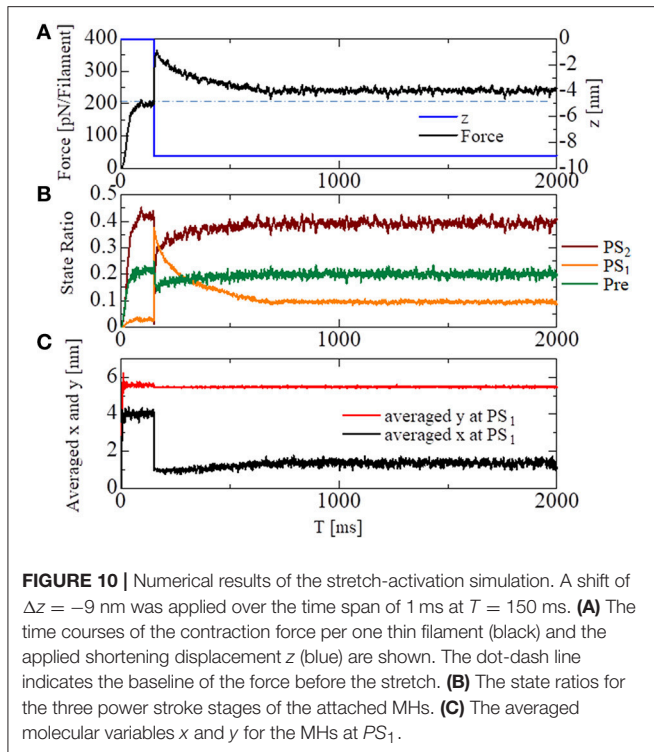 A
Force [pN/Filament]
400
300
200
100
0
0
-2
-4
-6
-8
-10
z [nm]
z
Force
0
1000
2000
B
State Ratio
0.5
0.4
0.3
0.2
0.1
0
PS2
PS1
Pre
0
1000
2000
C
Averaged x and y [nm]
6
4
2
0
averaged y at PS1
averaged x at PS1
0
1000
2000
T [ms]
FIGURE 10 | Numerical results of the stretch-activation simulation. A shift of
Δz = −9 nm was applied over the time span of 1 ms at T = 150 ms. (A) The
time courses of the contraction force per one thin filament (black) and the
applied shortening displacement z (blue) are shown. The dot-dash line
indicates the baseline of the force before the stretch. (B) The state ratios for
the three power stroke stages of the attached MHs. (C) The averaged
molecular variables x and y for the MHs at PS1.